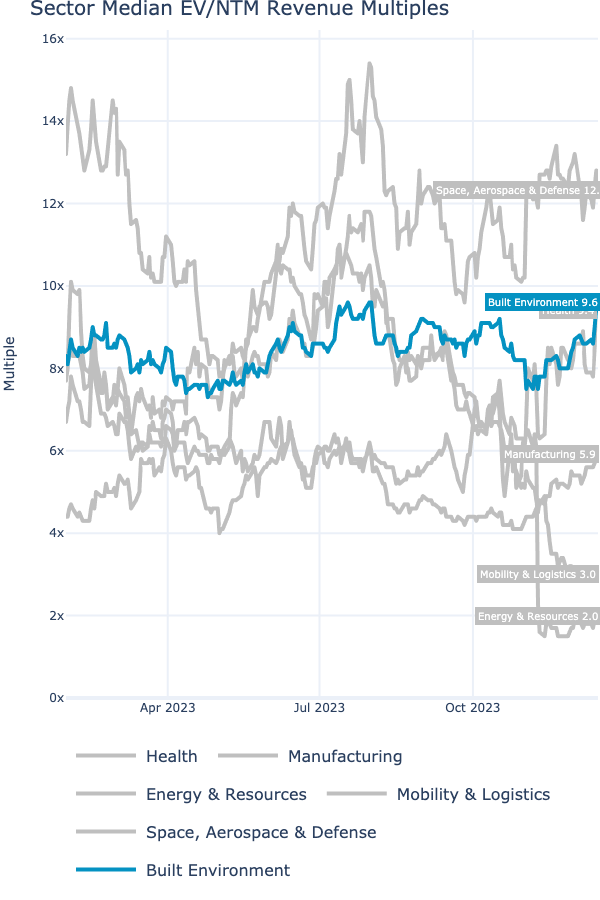 Sector Median EV/NTM Revenue Multiples
16x
14x
12x
10x
8x
6x
4x
2x
0x
Multiple
Space, Aerospace & Defense 12.
Built Environment 9.6
Health
Manufacturing 5.9
Mobility & Logistics 3.0
Energy & Resources 2.0
Apr 2023
Jul 2023
Oct 2023
Health
Manufacturing
Energy & Resources
Mobility & Logistics
Space, Aerospace & Defense
Built Environment